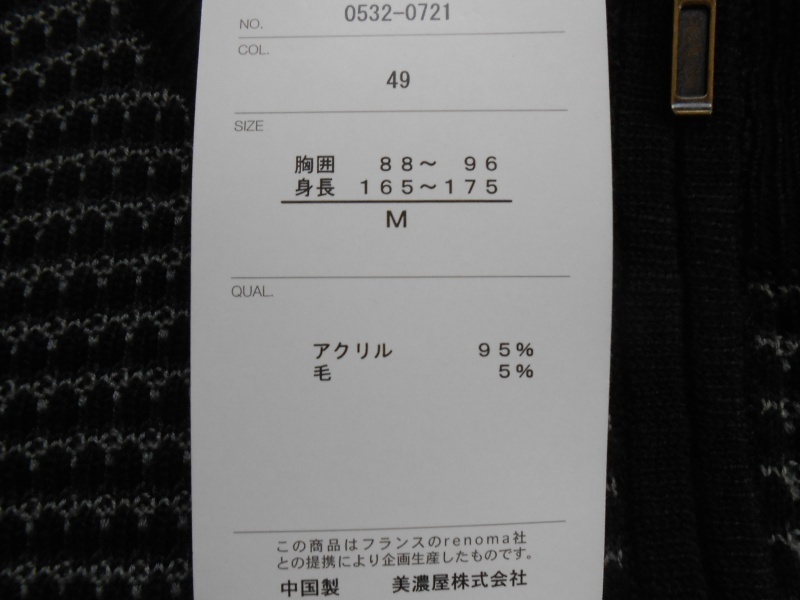 NO. 0532-0721
COL.
49
SIZE
胸囲 88〜 96
身長 165〜175
M
QUAL.
アクリル 95%
毛 5%
この商品はフランスのrenoma社
との提携により企画生産したものです。
中国製 美濃屋株式会社